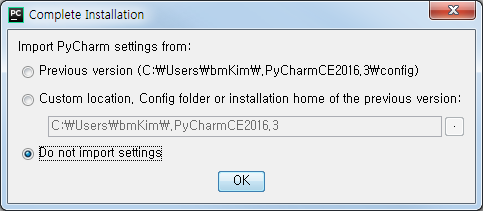 PC Complete Installation
Import PyCharm settings from:
Previous version (C:₩Users₩bmKim₩.PyCharmCE2016.3₩config)
Custom location. Config folder or installation home of the previous version:
C:₩Users₩bmKim₩.PyCharmCE2016.3
.
Do not import settings
OK